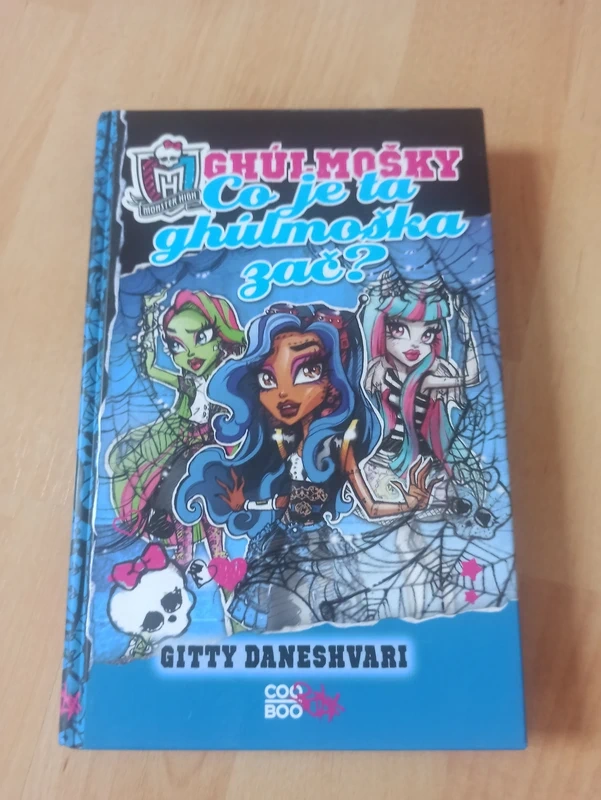 MONSTER HIGH
GHÚLMOŠKY
Co je ta
ghúlmoška
zač?
GITTY DANESHVARI
COO
BOO